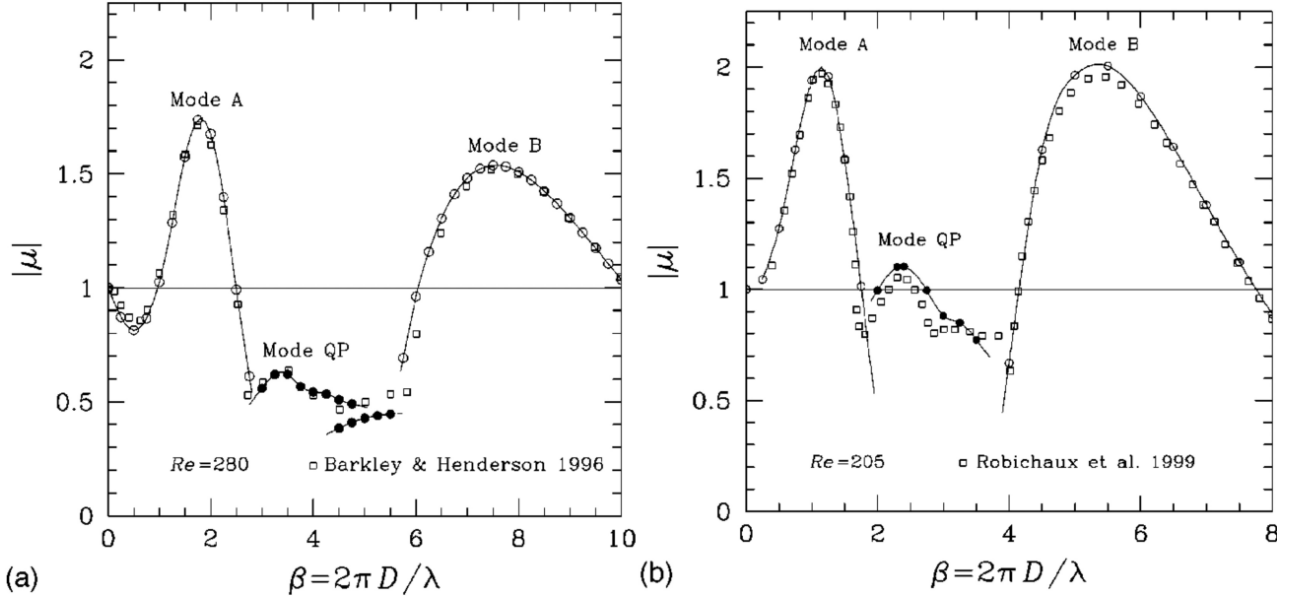 2
1.5
1
0.5
0
|μ|
Mode A
Mode B
Mode QP
Re=280
□ Barkley & Henderson 1996
0 2 4 6 8 10
(a)
β=2πD/λ
2
1.5
1
0.5
0
|μ|
Mode A
Mode B
Mode QP
Re=205
□ Robichaux et al. 1999
0 2 4 6 8
(b)
β=2πD/λ